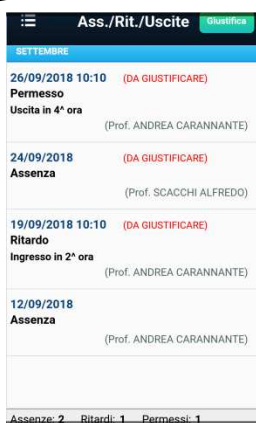 Ass./Rit./Uscite Giustifica
SETTEMBRE
26/09/2018 10:10 (DA GIUSTIFICARE)
Permesso
Uscita in 4^ ora
(Prof. ANDREA CARANNANTE)
24/09/2018 (DA GIUSTIFICARE)
Assenza
(Prof. SCACCHI ALFREDO)
19/09/2018 10:10 (DA GIUSTIFICARE)
Ritardo
Ingresso in 2^ ora
(Prof. ANDREA CARANNANTE)
12/09/2018
Assenza
(Prof. ANDREA CARANNANTE)
Assenze: 2 Ritardi: 1 Permessi: 1